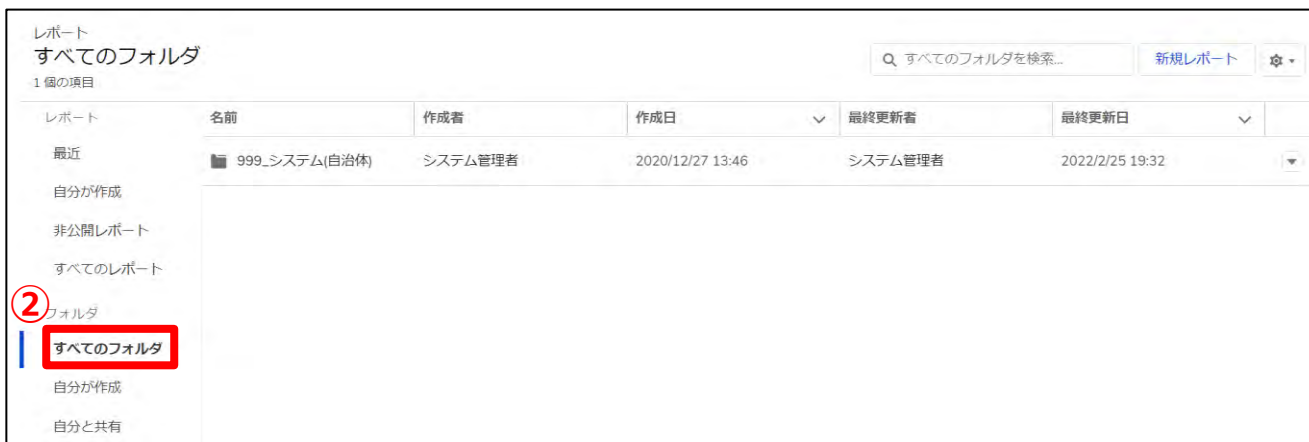 レポート
すべてのフォルダ
1 個の項目
すべてのフォルダを検索...
新規レポート
レポート
最近
自分が作成
非公開レポート
すべてのレポート
②
フォルダ
すべてのフォルダ
自分が作成
自分と共有
名前 作成者 作成日 最終更新者 最終更新日
999_システム(自治体) システム管理者 2020/12/27 13:46 システム管理者 2022/2/25 19:32